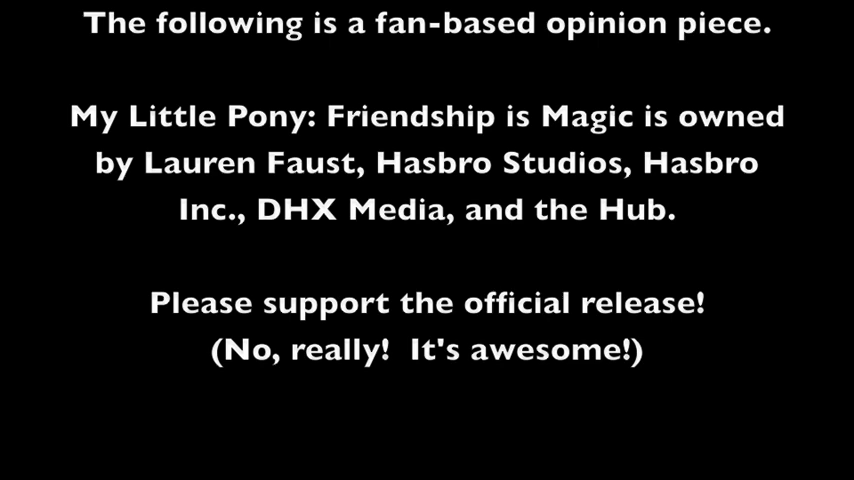 The following is a fan-based opinion piece.
My Little Pony: Friendship is Magic is owned
by Lauren Faust, Hasbro Studios, Hasbro
Inc., DHX Media, and the Hub.
Please support the official release!
(No, really!  It's awesome!)